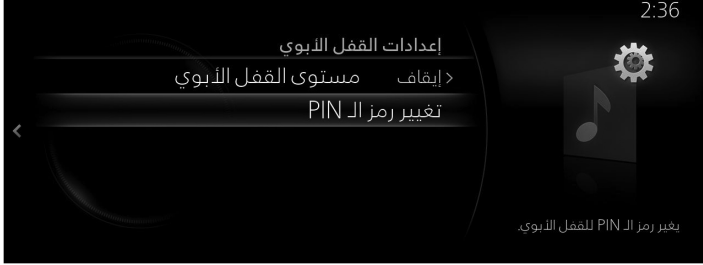 2:36
إعدادات القفل الأبوي
مستوى القفل الأبوي إيقاف
تغيير رمز الـ PIN
يغير رمز الـ PIN للقفل الأبوي.